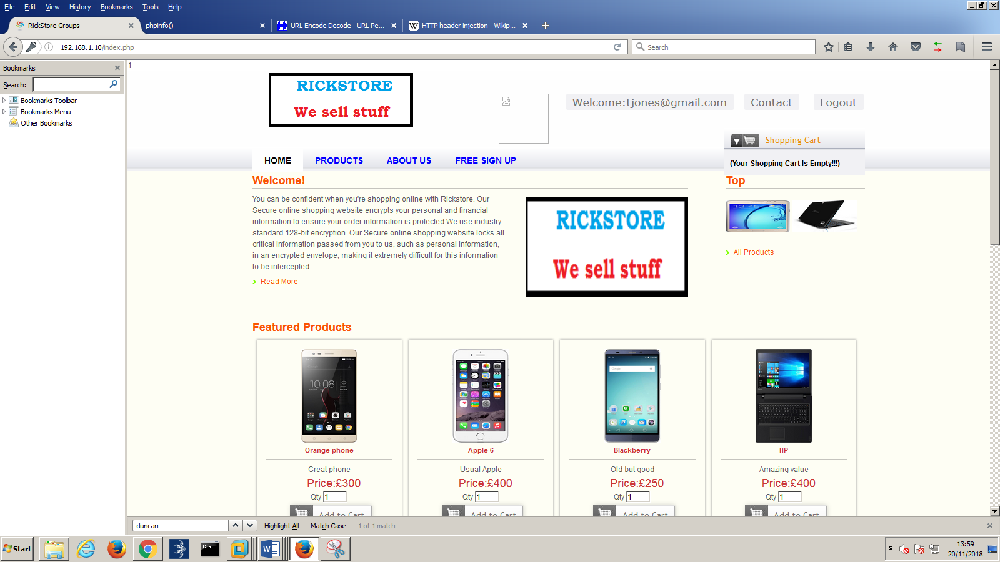 File Edit View History Bookmarks Tools Help
RickStore Groups
phpinfo()
DANS TOOLS
URL Encode Decode - URL Pe...
W HTTP header injection - Wikip...
192.168.1.10/index.php
Search
Bookmarks
Search:
Bookmarks Toolbar
Bookmarks Menu
Other Bookmarks
1
RICKSTORE
We sell stuff
Welcome:tjones@gmail.com
Contact
Logout
Shopping Cart
(Your Shopping Cart Is Empty!!!)
HOME
PRODUCTS
ABOUT US
FREE SIGN UP
Welcome!
You can be confident when you're shopping online with Rickstore. Our
Secure online shopping website encrypts your personal and financial
information to ensure your order information is protected.We use industry
standard 128-bit encryption. Our Secure online shopping website locks all
critical information passed from you to us, such as personal information,
in an encrypted envelope, making it extremely difficult for this information
to be intercepted..
Read More
RICKSTORE
We sell stuff
Top
All Products
Featured Products
10:08
Orange phone
Great phone
Price:£300
Qty 1
Add to Cart
Apple 6
Usual Apple
Price:£400
Qty 1
Add to Cart
Blackberry
Old but good
Price:£250
Qty 1
Add to Cart
HP
Amazing value
Price:£400
Qty 1
Add to Cart
duncan
Highlight All
Match Case
1 of 1 match
Start
C:\_
13:59
20/11/2018